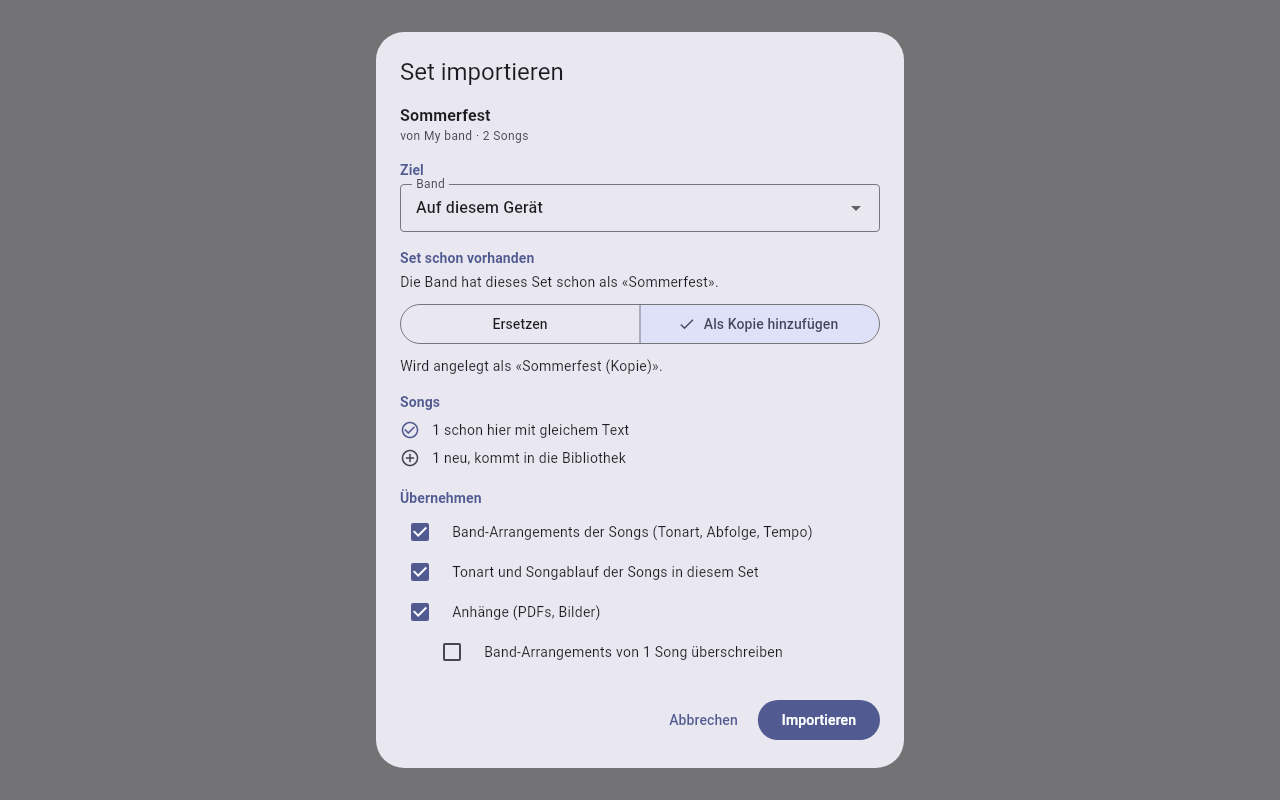 Set importieren
Sommerfest
von My band · 2 Songs
Ziel
Band
Auf diesem Gerät
Set schon vorhanden
Die Band hat dieses Set schon als «Sommerfest».
Ersetzen
Als Kopie hinzufügen
Wird angelegt als «Sommerfest (Kopie)».
Songs
1 schon hier mit gleichem Text
1 neu, kommt in die Bibliothek
Übernehmen
Band-Arrangements der Songs (Tonart, Abfolge, Tempo)
Tonart und Songablauf der Songs in diesem Set
Anhänge (PDFs, Bilder)
Band-Arrangements von 1 Song überschreiben
Abbrechen
Importieren